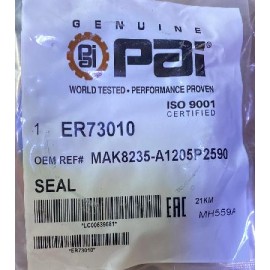 GENUINE
pai
WORLD TESTED • PERFORMANCE PROVEN
ISO 9001
CERTIFIED
1 ER73010
OEM REF# MAK8235-A1205P2590
SEAL
EAC
21KM
MH559A
*ER73010*